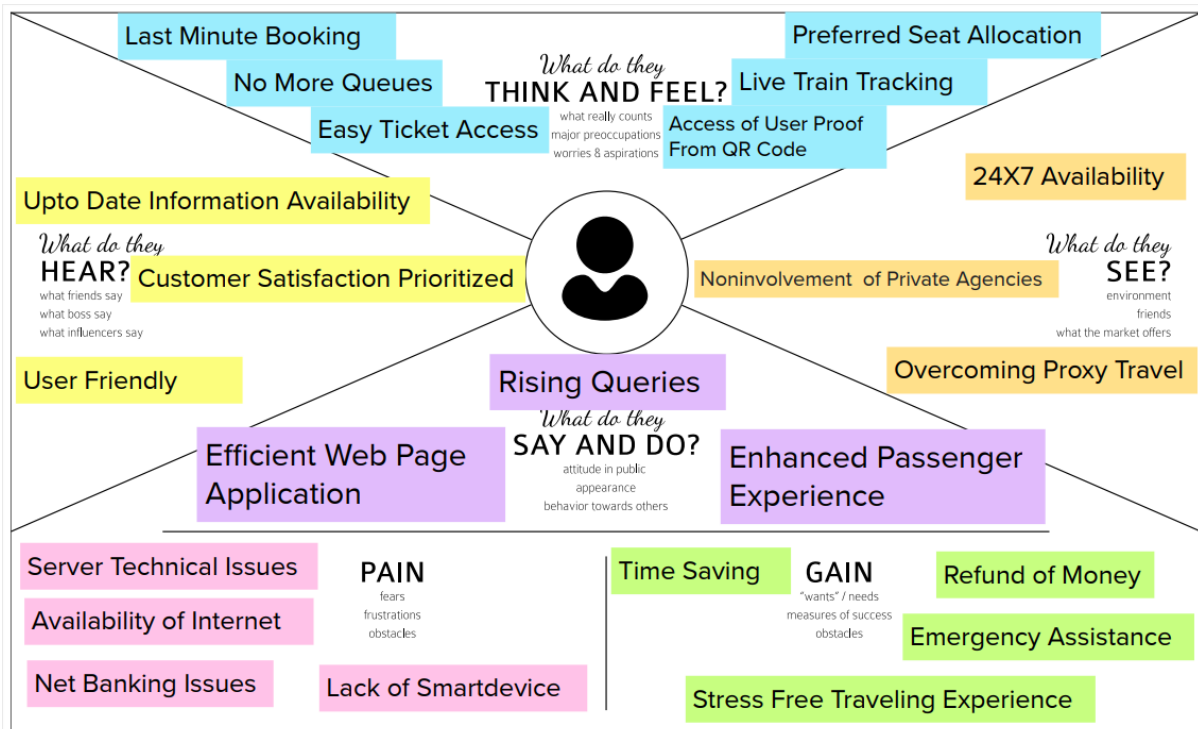 Last Minute Booking
No More Queues
Easy Ticket Access
What do they
THINK AND FEEL?
what really counts
major preoccupations
worries & aspirations
Preferred Seat Allocation
Live Train Tracking
Access of User Proof
From QR Code
Upto Date Information Availability
What do they
HEAR?
what friends say
what boss say
what influencers say
Customer Satisfaction Prioritized
User Friendly
24X7 Availability
Noninvolvement of Private Agencies
What do they
SEE?
environment
friends
what the market offers
Overcoming Proxy Travel
Rising Queries
What do they
SAY AND DO?
attitude in public
appearance
behavior towards others
Efficient Web Page
Application
Enhanced Passenger
Experience
Server Technical Issues
Availability of Internet
Net Banking Issues
PAIN
fears
frustrations
obstacles
Lack of Smartdevice
Time Saving
GAIN
"wants" / needs
measures of success
obstacles
Refund of Money
Emergency Assistance
Stress Free Traveling Experience